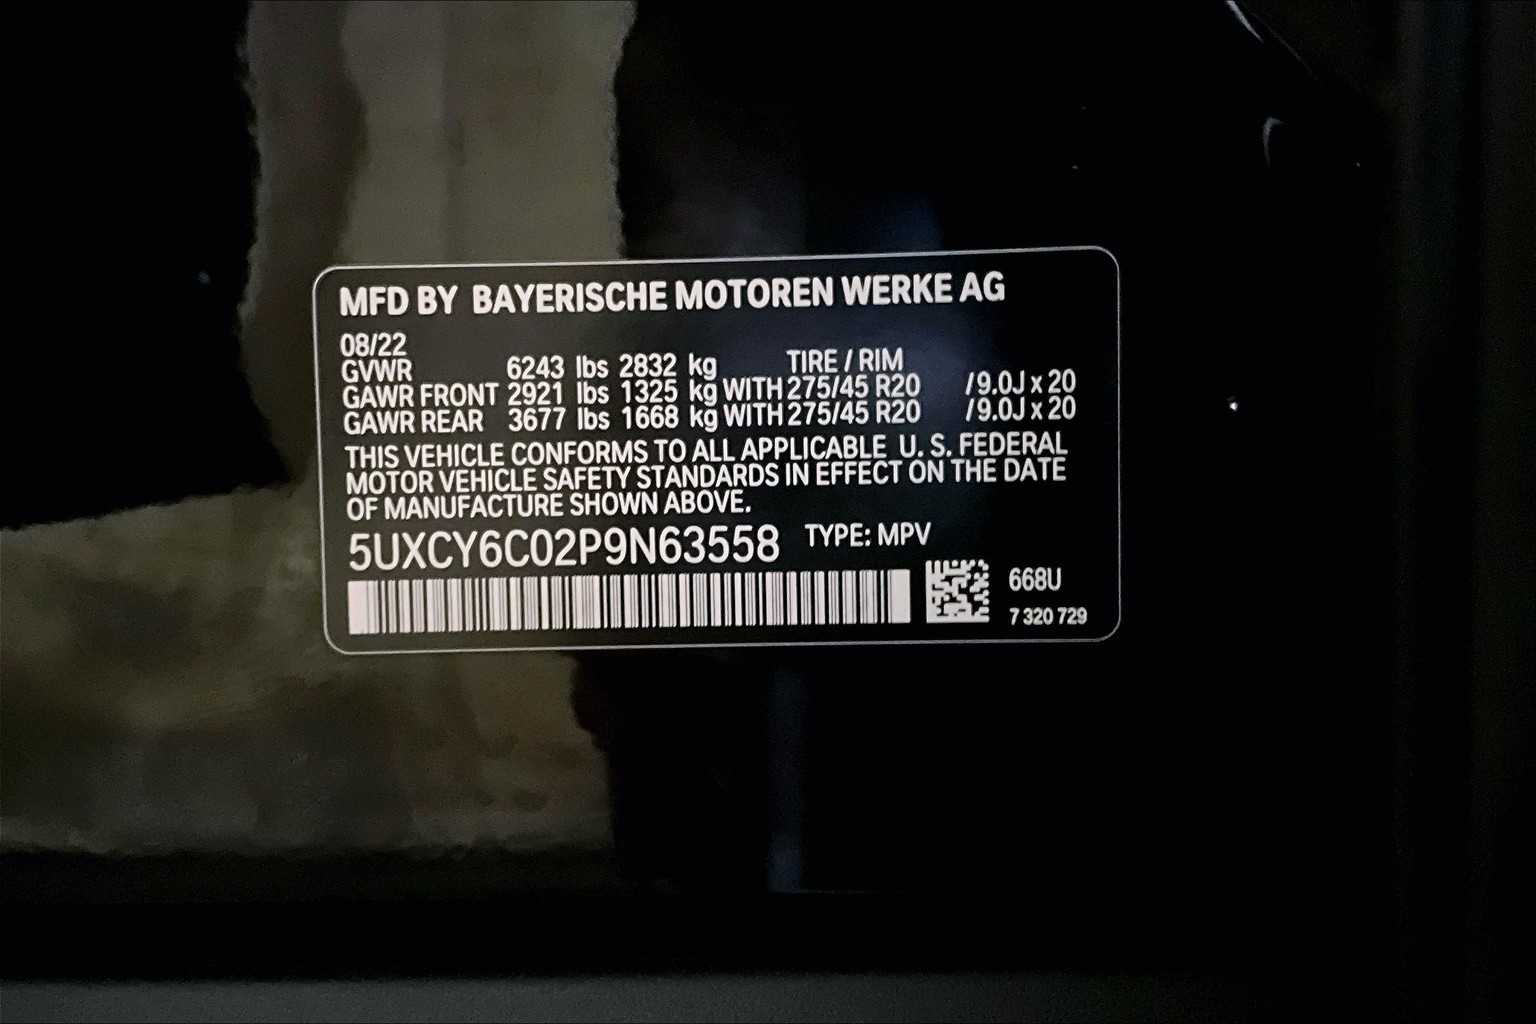 MFD BY BAYERISCHE MOTOREN WERKE AG
08/22
GVWR 6243 lbs 2832 kg TIRE / RIM
GAWR FRONT 2921 lbs 1325 kg WITH 275/45 R20 /9.0J x 20
GAWR REAR 3677 lbs 1668 kg WITH 275/45 R20 /9.0J x 20
THIS VEHICLE CONFORMS TO ALL APPLICABLE U. S. FEDERAL
MOTOR VEHICLE SAFETY STANDARDS IN EFFECT ON THE DATE
OF MANUFACTURE SHOWN ABOVE.
5UXCY6C02P9N63558 TYPE: MPV
668U
7 320 729